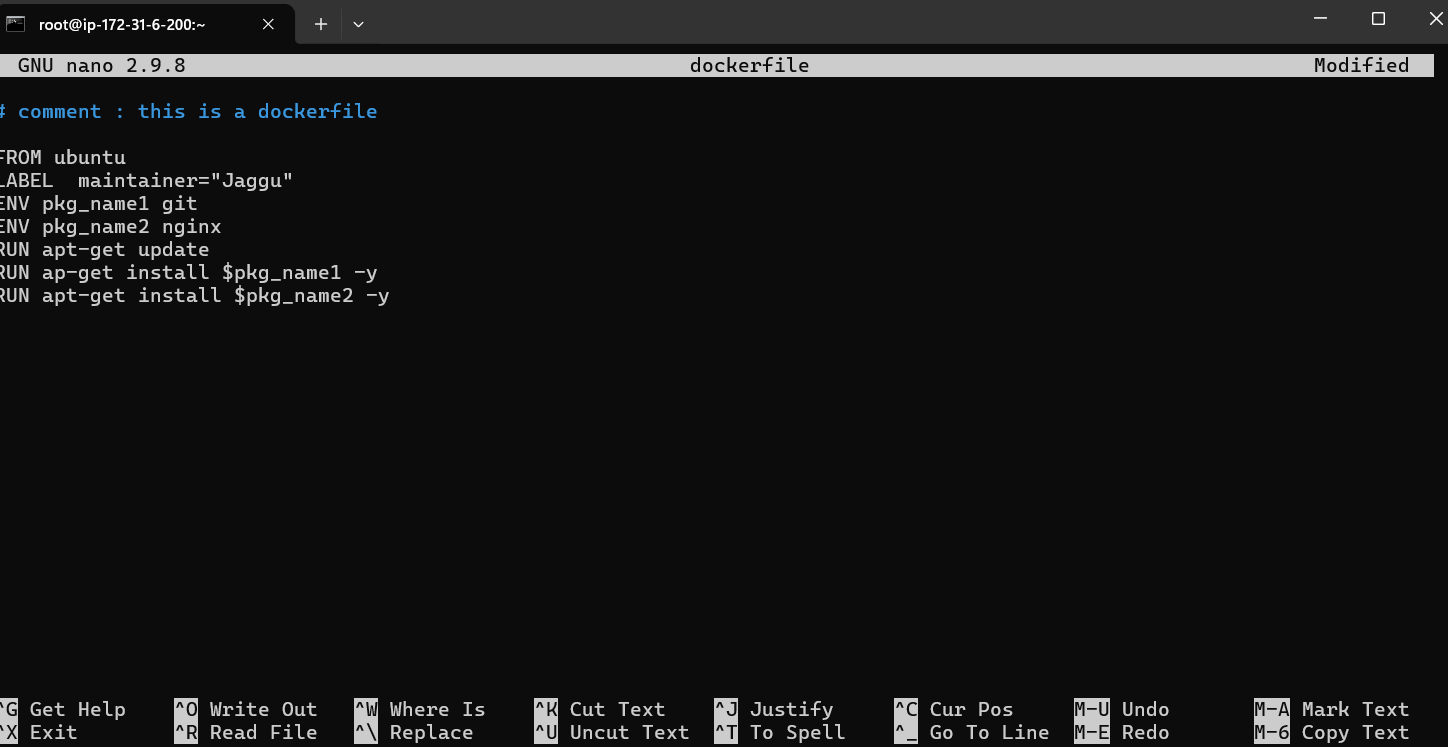 root@ip-172-31-6-200:~
GNU nano 2.9.8 dockerfile Modified
# comment : this is a dockerfile
FROM ubuntu
LABEL  maintainer="Jaggu"
ENV pkg_name1 git
ENV pkg_name2 nginx
RUN apt-get update
RUN ap-get install $pkg_name1 -y
RUN apt-get install $pkg_name2 -y
^G Get Help ^O Write Out ^W Where Is ^K Cut Text ^J Justify ^C Cur Pos M-U Undo M-A Mark Text
^X Exit ^R Read File ^\ Replace ^U Uncut Text ^T To Spell ^_ Go To Line M-E Redo M-6 Copy Text